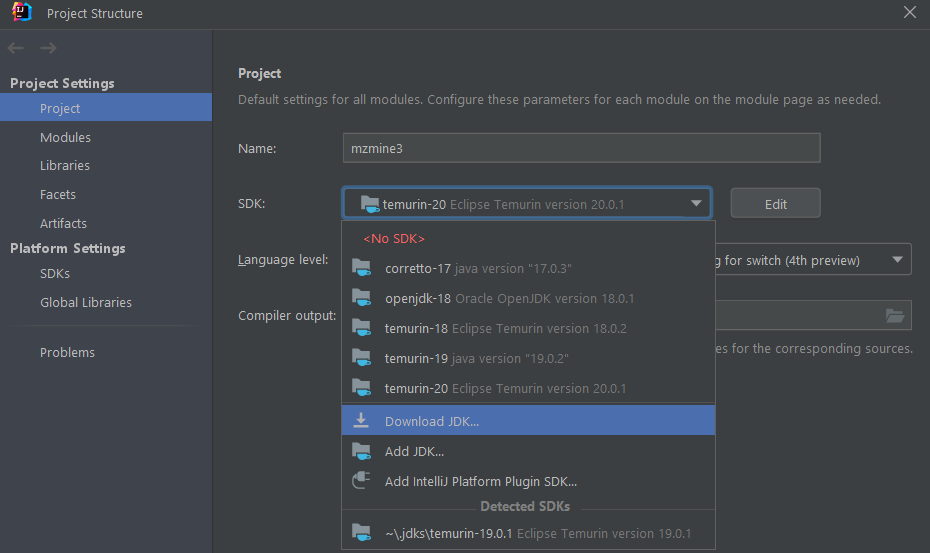 IJ
Project Structure
Project Settings
Project
Modules
Libraries
Facets
Artifacts
Platform Settings
SDKs
Global Libraries
Problems
Project
Default settings for all modules. Configure these parameters for each module on the module page as needed.
Name: mzmine3
SDK: temurin-20 Eclipse Temurin version 20.0.1 Edit
<No SDK>
corretto-17 java version "17.0.3"
openjdk-18 Oracle OpenJDK version 18.0.1
temurin-18 Eclipse Temurin version 18.0.2
temurin-19 java version "19.0.2"
temurin-20 Eclipse Temurin version 20.0.1
Download JDK...
Add JDK...
Add IntelliJ Platform Plugin SDK...
Detected SDKs
~\.jdks\temurin-19.0.1 Eclipse Temurin version 19.0.1
Language level: g for switch (4th preview)
Compiler output:
es for the corresponding sources.